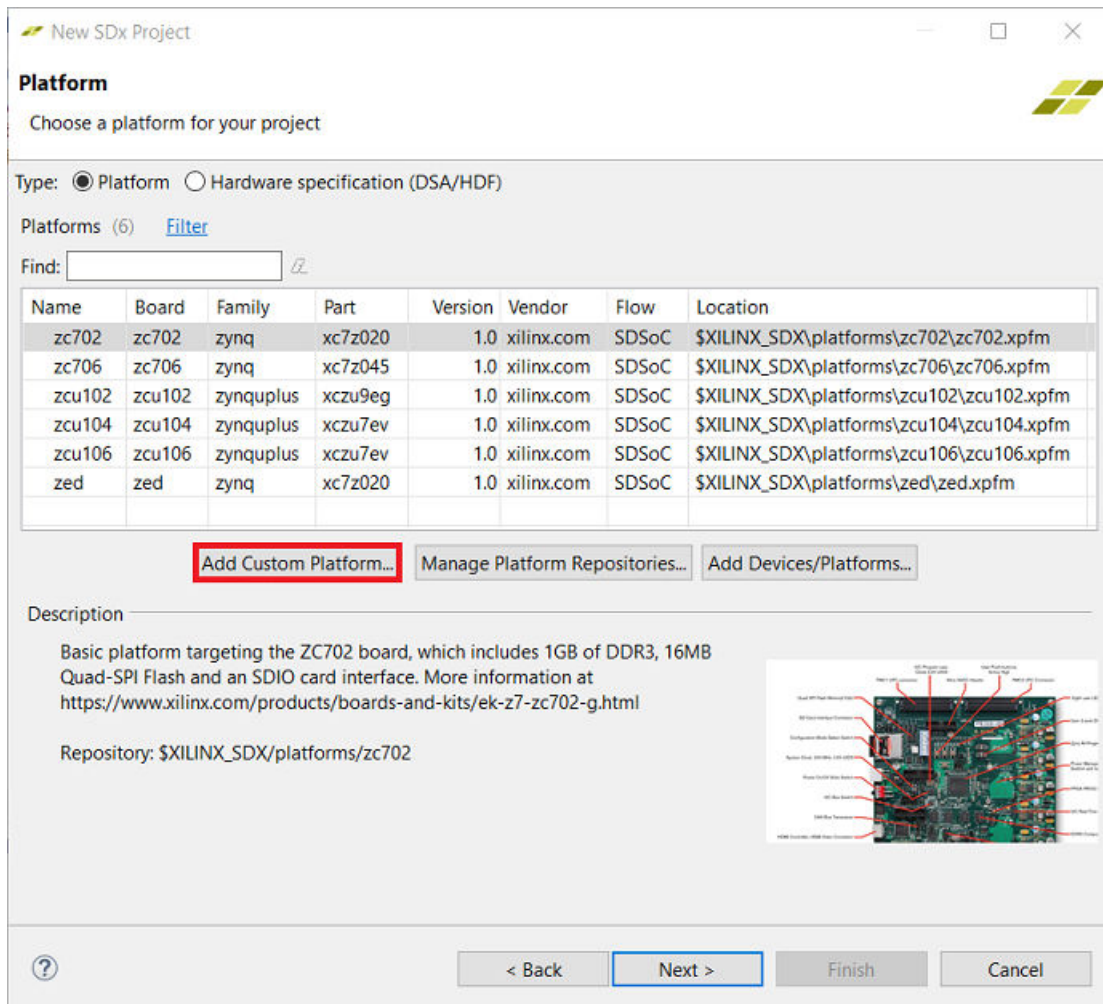 New SDx Project
Platform
Choose a platform for your project
Type: Platform Hardware specification (DSA/HDF)
Platforms (6) Filter
Find:
Name Board Family Part Version Vendor Flow Location
zc702 zc702 zynq xc7z020 1.0 xilinx.com SDSoC $XILINX_SDX\platforms\zc702\zc702.xpfm
zc706 zc706 zynq xc7z045 1.0 xilinx.com SDSoC $XILINX_SDX\platforms\zc706\zc706.xpfm
zcu102 zcu102 zynquplus xczu9eg 1.0 xilinx.com SDSoC $XILINX_SDX\platforms\zcu102\zcu102.xpfm
zcu104 zcu104 zynquplus xczu7ev 1.0 xilinx.com SDSoC $XILINX_SDX\platforms\zcu104\zcu104.xpfm
zcu106 zcu106 zynquplus xczu7ev 1.0 xilinx.com SDSoC $XILINX_SDX\platforms\zcu106\zcu106.xpfm
zed zed zynq xc7z020 1.0 xilinx.com SDSoC $XILINX_SDX\platforms\zed\zed.xpfm
Add Custom Platform... Manage Platform Repositories... Add Devices/Platforms...
Description
Basic platform targeting the ZC702 board, which includes 1GB of DDR3, 16MB
Quad-SPI Flash and an SDIO card interface. More information at
https://www.xilinx.com/products/boards-and-kits/ek-z7-zc702-g.html
Repository: $XILINX_SDX/platforms/zc702
? < Back Next > Finish Cancel